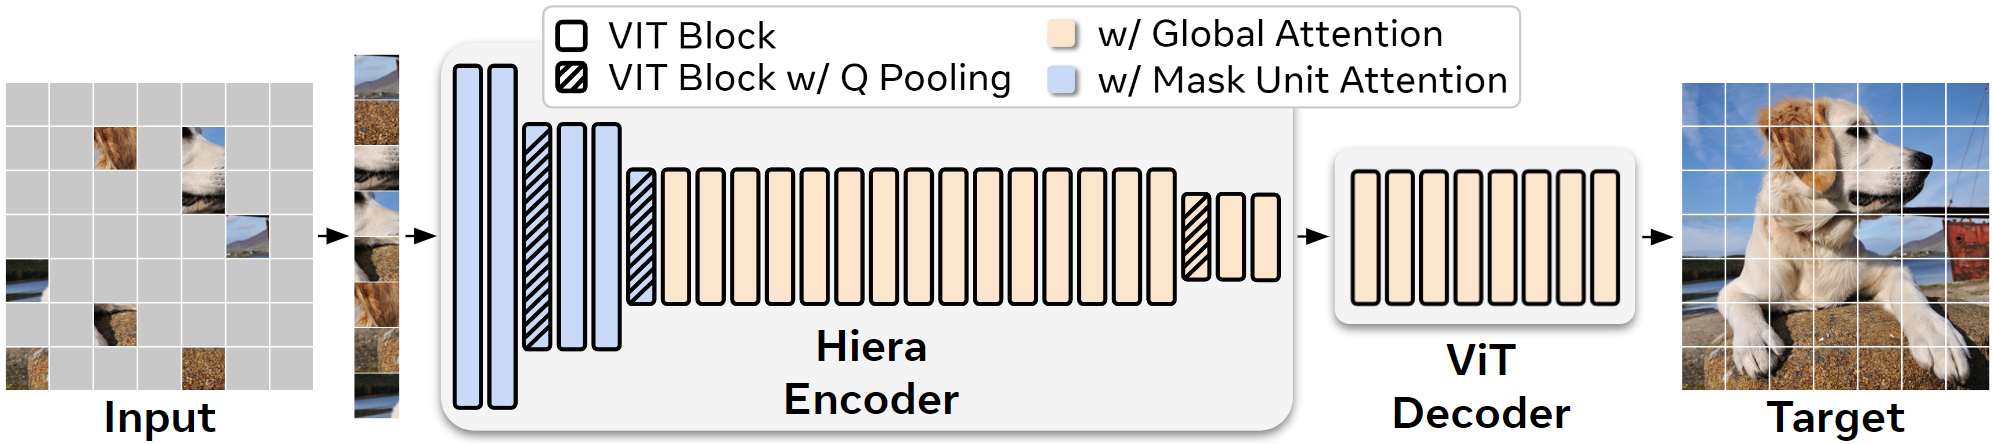 VIT Block
VIT Block w/ Q Pooling
w/ Global Attention
w/ Mask Unit Attention
Input
Hiera
Encoder
ViT
Decoder
Target